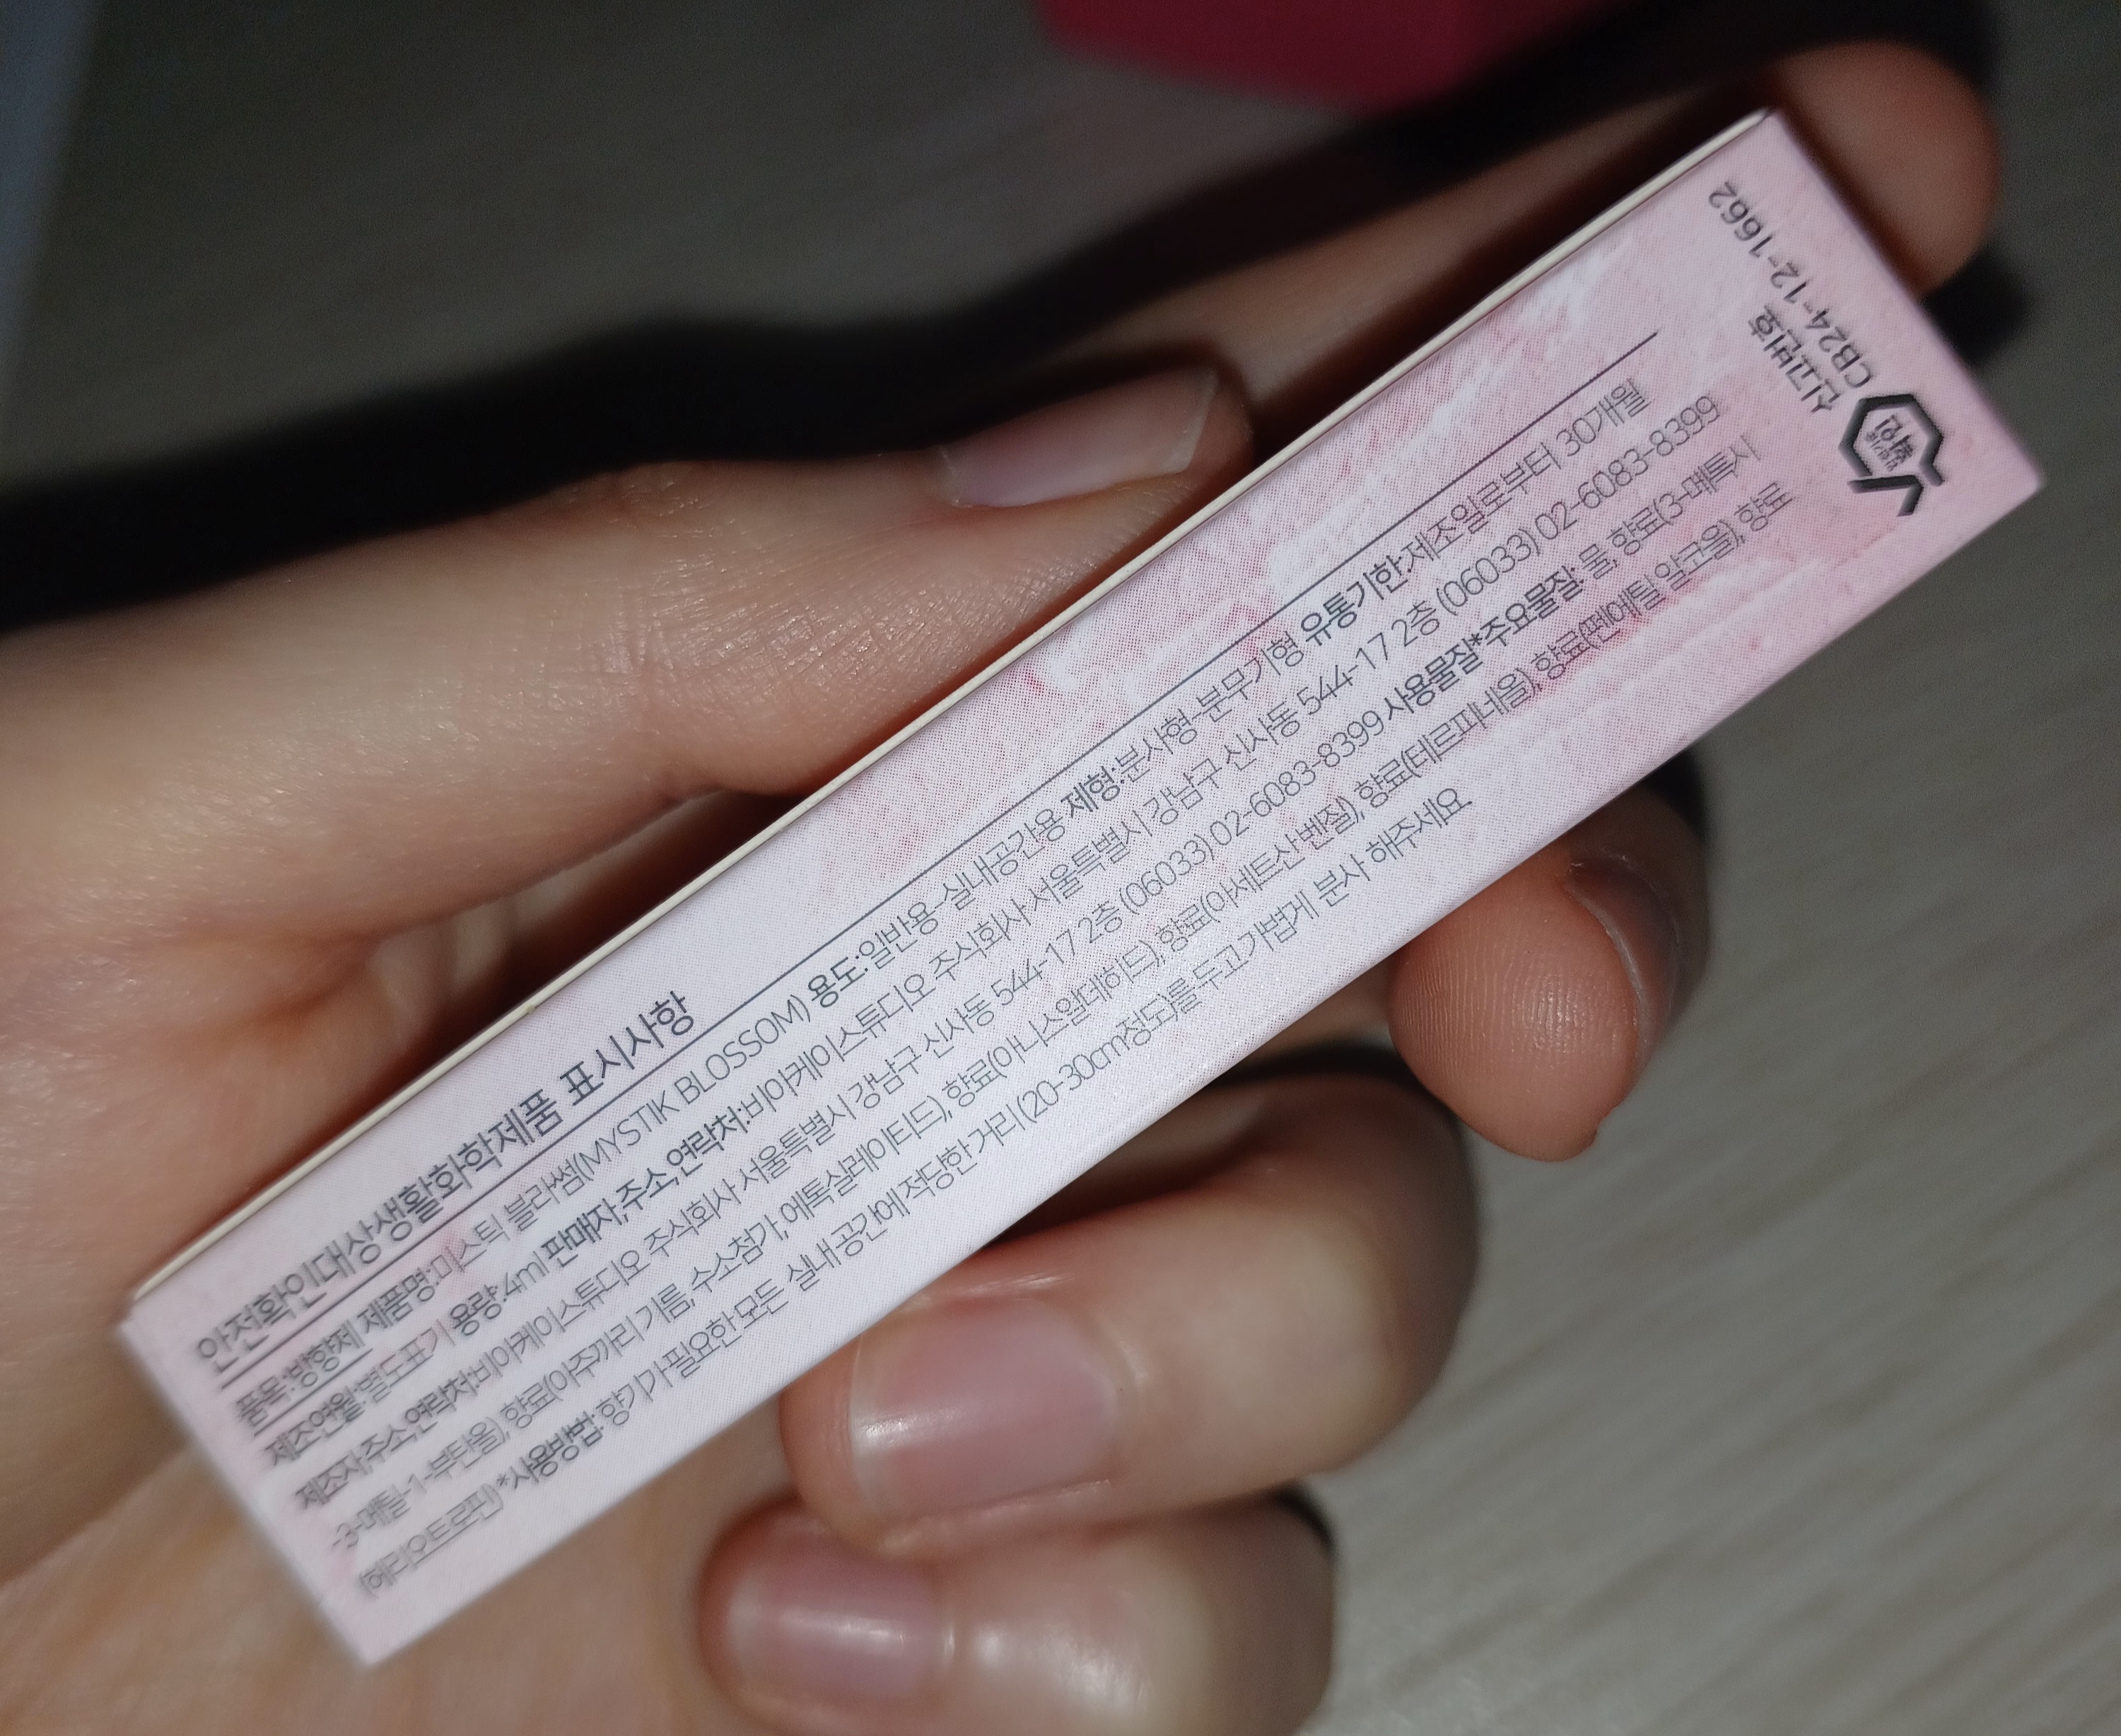 안전확인대상생활화학제품 표시사항
품목:방향제 제품명:미스틱 블라썸(MYSTIK BLOSSOM) 용도:일반용-실내공간용 제형:분사형-분무기형 유통기한:제조일로부터 30개월
제조연월:별도표기 용량:4ml 판매자,주소,연락처:비아케이스튜디오 주식회사 서울특별시 강남구 신사동 544-17 2층 (06033) 02-6083-8399
제조자,주소,연락처:비아케이스튜디오 주식회사 서울특별시 강남구 신사동 544-17 2층 (06033) 02-6083-8399 사용물질*주요물질: 물, 향료(3-메톡시
-3-메틸-1-부탄올), 향료(아주까리 기름, 수소첨가, 에톡실레이티드), 향료(아니스알데히드), 향료(아세트산 벤질), 향료(테르피네올), 향료(펜에틸 알코올), 향료
(헤리오트로핀) *사용방법: 향기가 필요한 모든 실내 공간에 적당한 거리(20-30cm정도)를 두고 가볍게 분사 해주세요.
신고번호
CB24-12-1662
확인